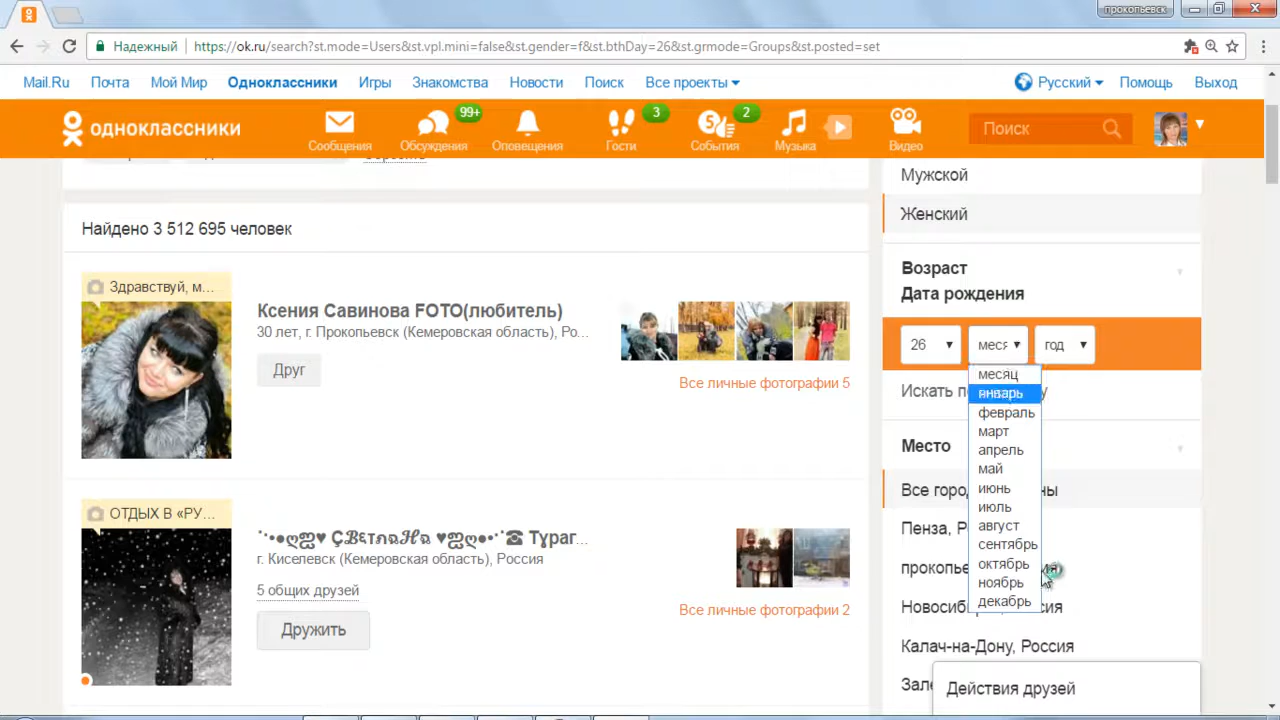 прокопьевск
Надежный
https://ok.ru/search?st.mode=Users&st.vpl.mini=false&st.gender=f&st.bthDay=26&st.grmode=Groups&st.posted=set
Mail.Ru Почта Мой Мир Одноклассники Игры Знакомства Новости Поиск Все проекты Русский Помощь Выход
одноклассники
99+ 3 2
Сообщения Обсуждения Оповещения Гости События Музыка Видео
Поиск
Мужской
Женский
Найдено 3 512 695 человек
Возраст
Дата рождения
26 меся год
месяц
январь
февраль
март
апрель
май
июнь
июль
август
сентябрь
октябрь
ноябрь
декабрь
Искать
Место
Все
Пенза,
Калач-на-Дону, Россия
Действия друзей
Здравствуй, м...
Ксения Савинова FOTO(любитель)
30 лет, г. Прокопьевск (Кемеровская область), Ро...
Друг
Все личные фотографии 5
ОТДЫХ В «РУ...
г. Киселевск (Кемеровская область), Россия
5 общих друзей
Дружить
Все личные фотографии 2